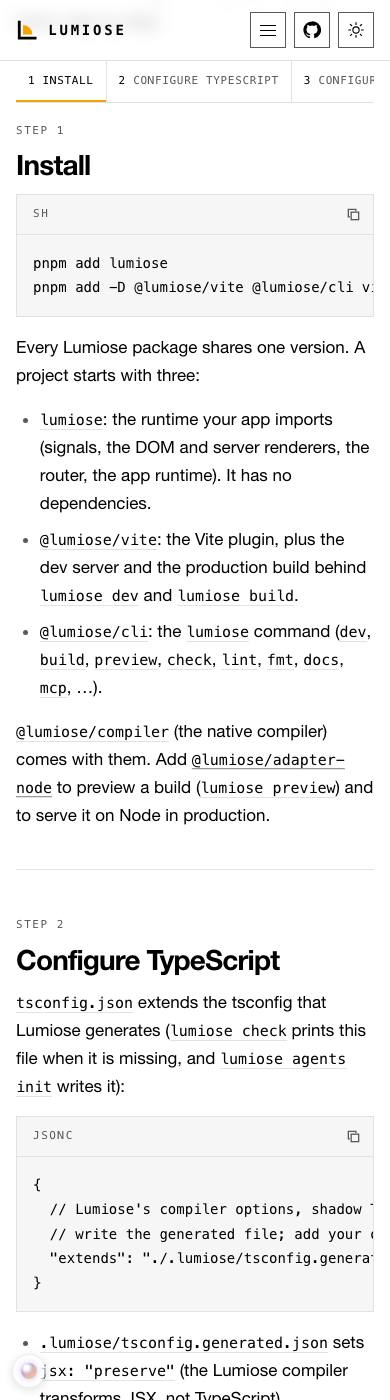 LUMIOSE
1 INSTALL 2 CONFIGURE TYPESCRIPT 3
STEP 1
Install
SH
pnpm add lumiose
pnpm add -D @lumiose/vite @lumiose/cli
Every Lumiose package shares one version. A
project starts with three:
• lumiose: the runtime your app imports
(signals, the DOM and server renderers, the
router, the app runtime). It has no
dependencies.
• @lumiose/vite: the Vite plugin, plus the
dev server and the production build behind
lumiose dev and lumiose build.
• @lumiose/cli: the lumiose command (dev,
build, preview, check, lint, fmt, docs,
mcp, …).
@lumiose/compiler (the native compiler)
comes with them. Add @lumiose/adapter-
node to preview a build (lumiose preview) and
to serve it on Node in production.
STEP 2
Configure TypeScript
tsconfig.json extends the tsconfig that
Lumiose generates (lumiose check prints this
file when it is missing, and lumiose agents
init writes it):
JSONC
{
// Lumiose's compiler options, shadow
// write the generated file; add your
"extends": "./.lumiose/tsconfig.generat
}
• .lumiose/tsconfig.generated.json sets
jsx: "preserve" (the Lumiose compiler
transforms JSX, not TypeScript)